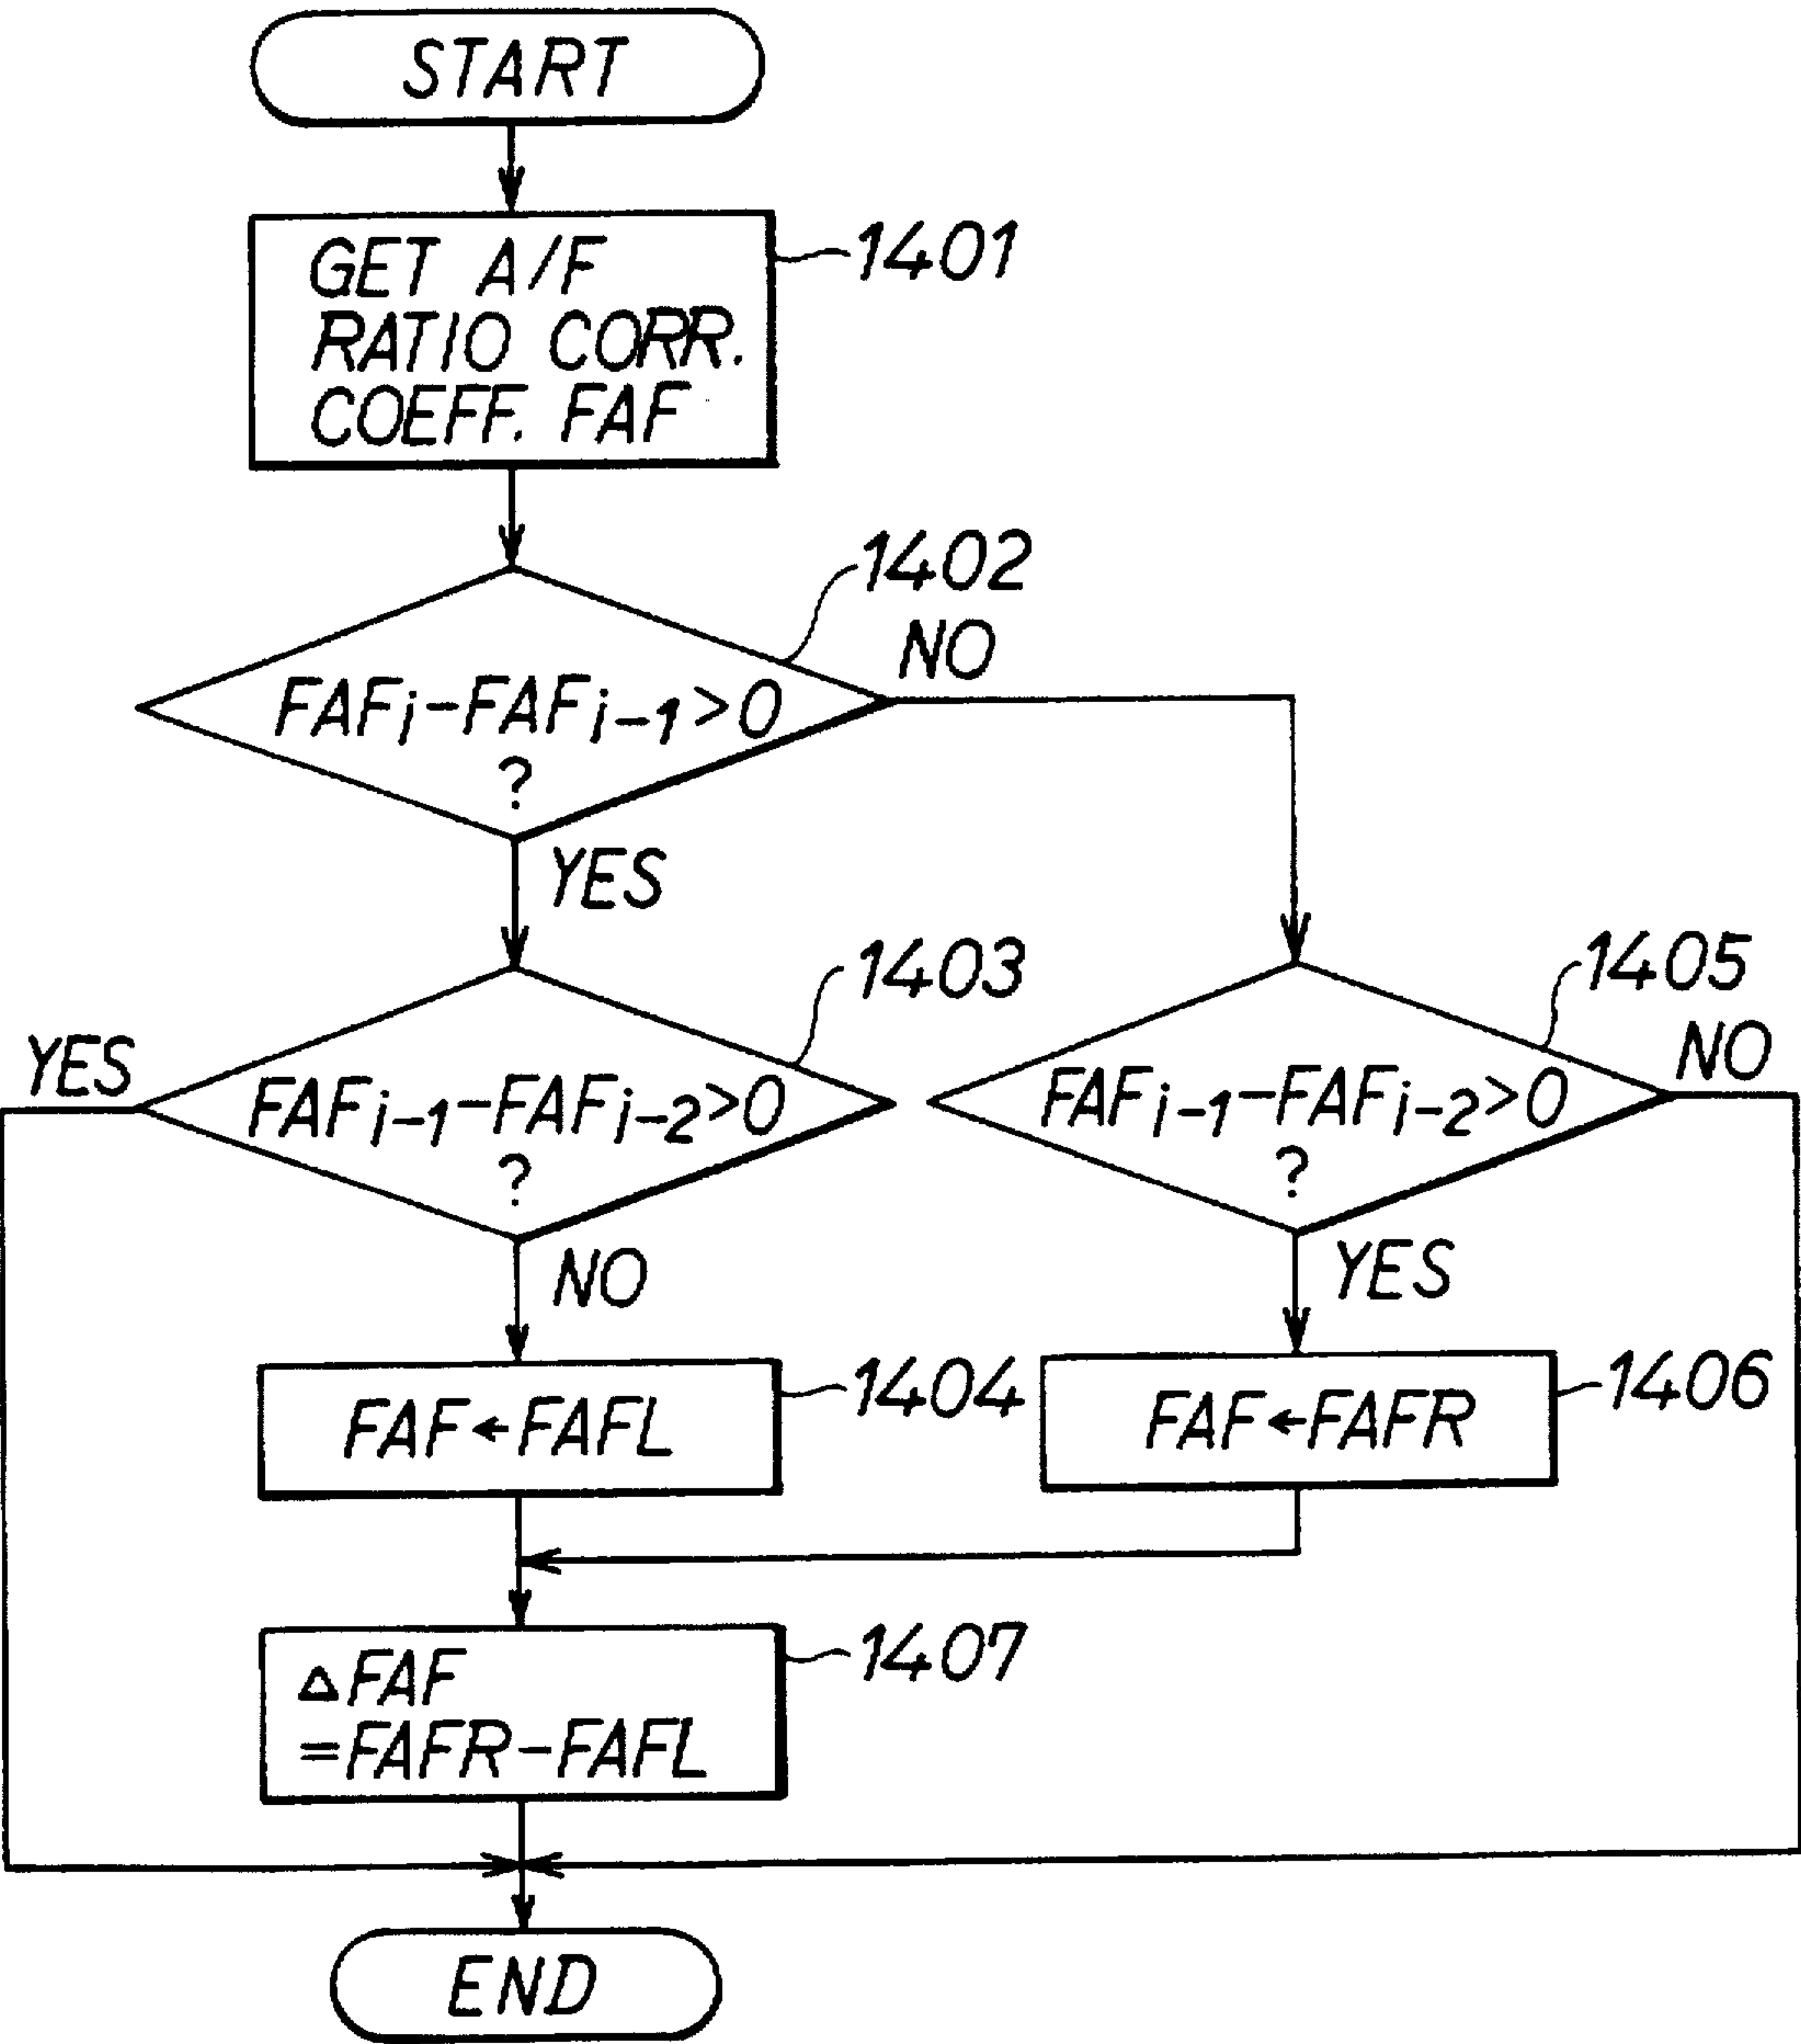 START
GET A/F
RATIO CORR.
COEFF. FAF
1401
1402
NO
FAFi-FAFi-1>0
?
YES
1403
1405
YES
NO
FAFi-1-FAFi-2>0
?
FAFi-1-FAFi-2>0
?
NO
YES
FAF←FAFL
1404
FAF←FAFR
1406
ΔFAF
=FAFR-FAFL
1407
END